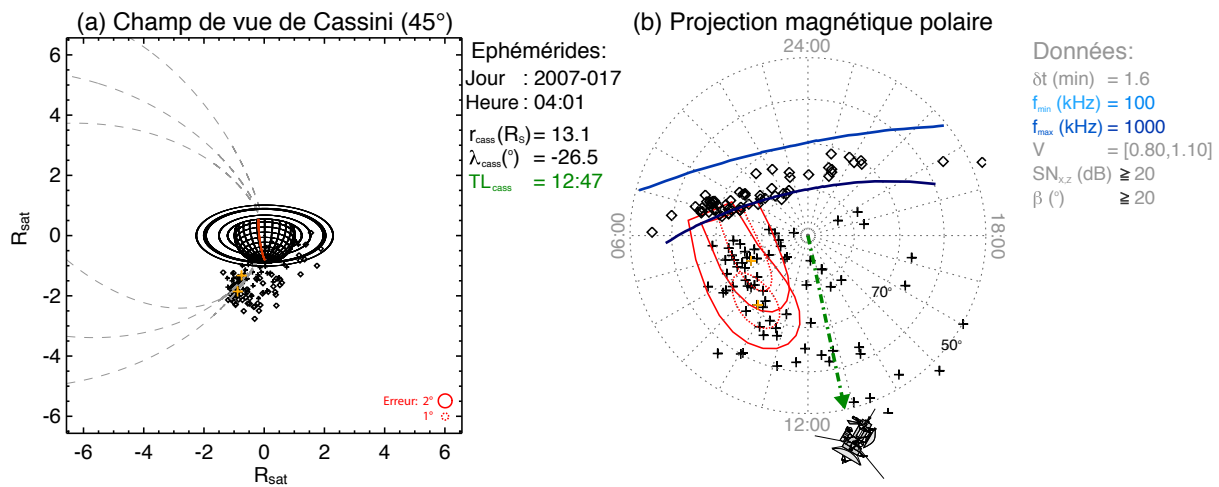 (a) Champ de vue de Cassini (45°)
6
4
2
0
-2
-4
-6
R_sat
-6 -4 -2 0 2 4 6
R_sat
Erreur: 2°
1°
Ephémérides:
Jour : 2007-017
Heure : 04:01
r_cass(R_S) = 13.1
λ_cass(°) = -26.5
TL_cass = 12:47
(b) Projection magnétique polaire
24:00
06:00
18:00
70°
50°
12:00
Données:
δt (min) = 1.6
f_min (kHz) = 100
f_max (kHz) = 1000
V = [0.80,1.10]
SN_X,Z (dB) ≧ 20
β (°) ≧ 20